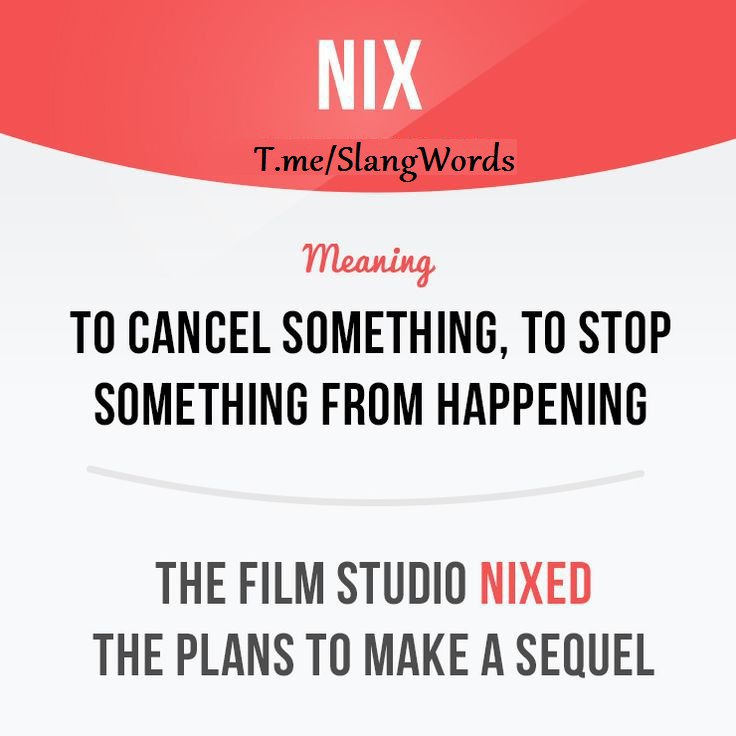 NIX
T.me/SlangWords
Meaning
TO CANCEL SOMETHING, TO STOP
SOMETHING FROM HAPPENING
THE FILM STUDIO NIXED
THE PLANS TO MAKE A SEQUEL